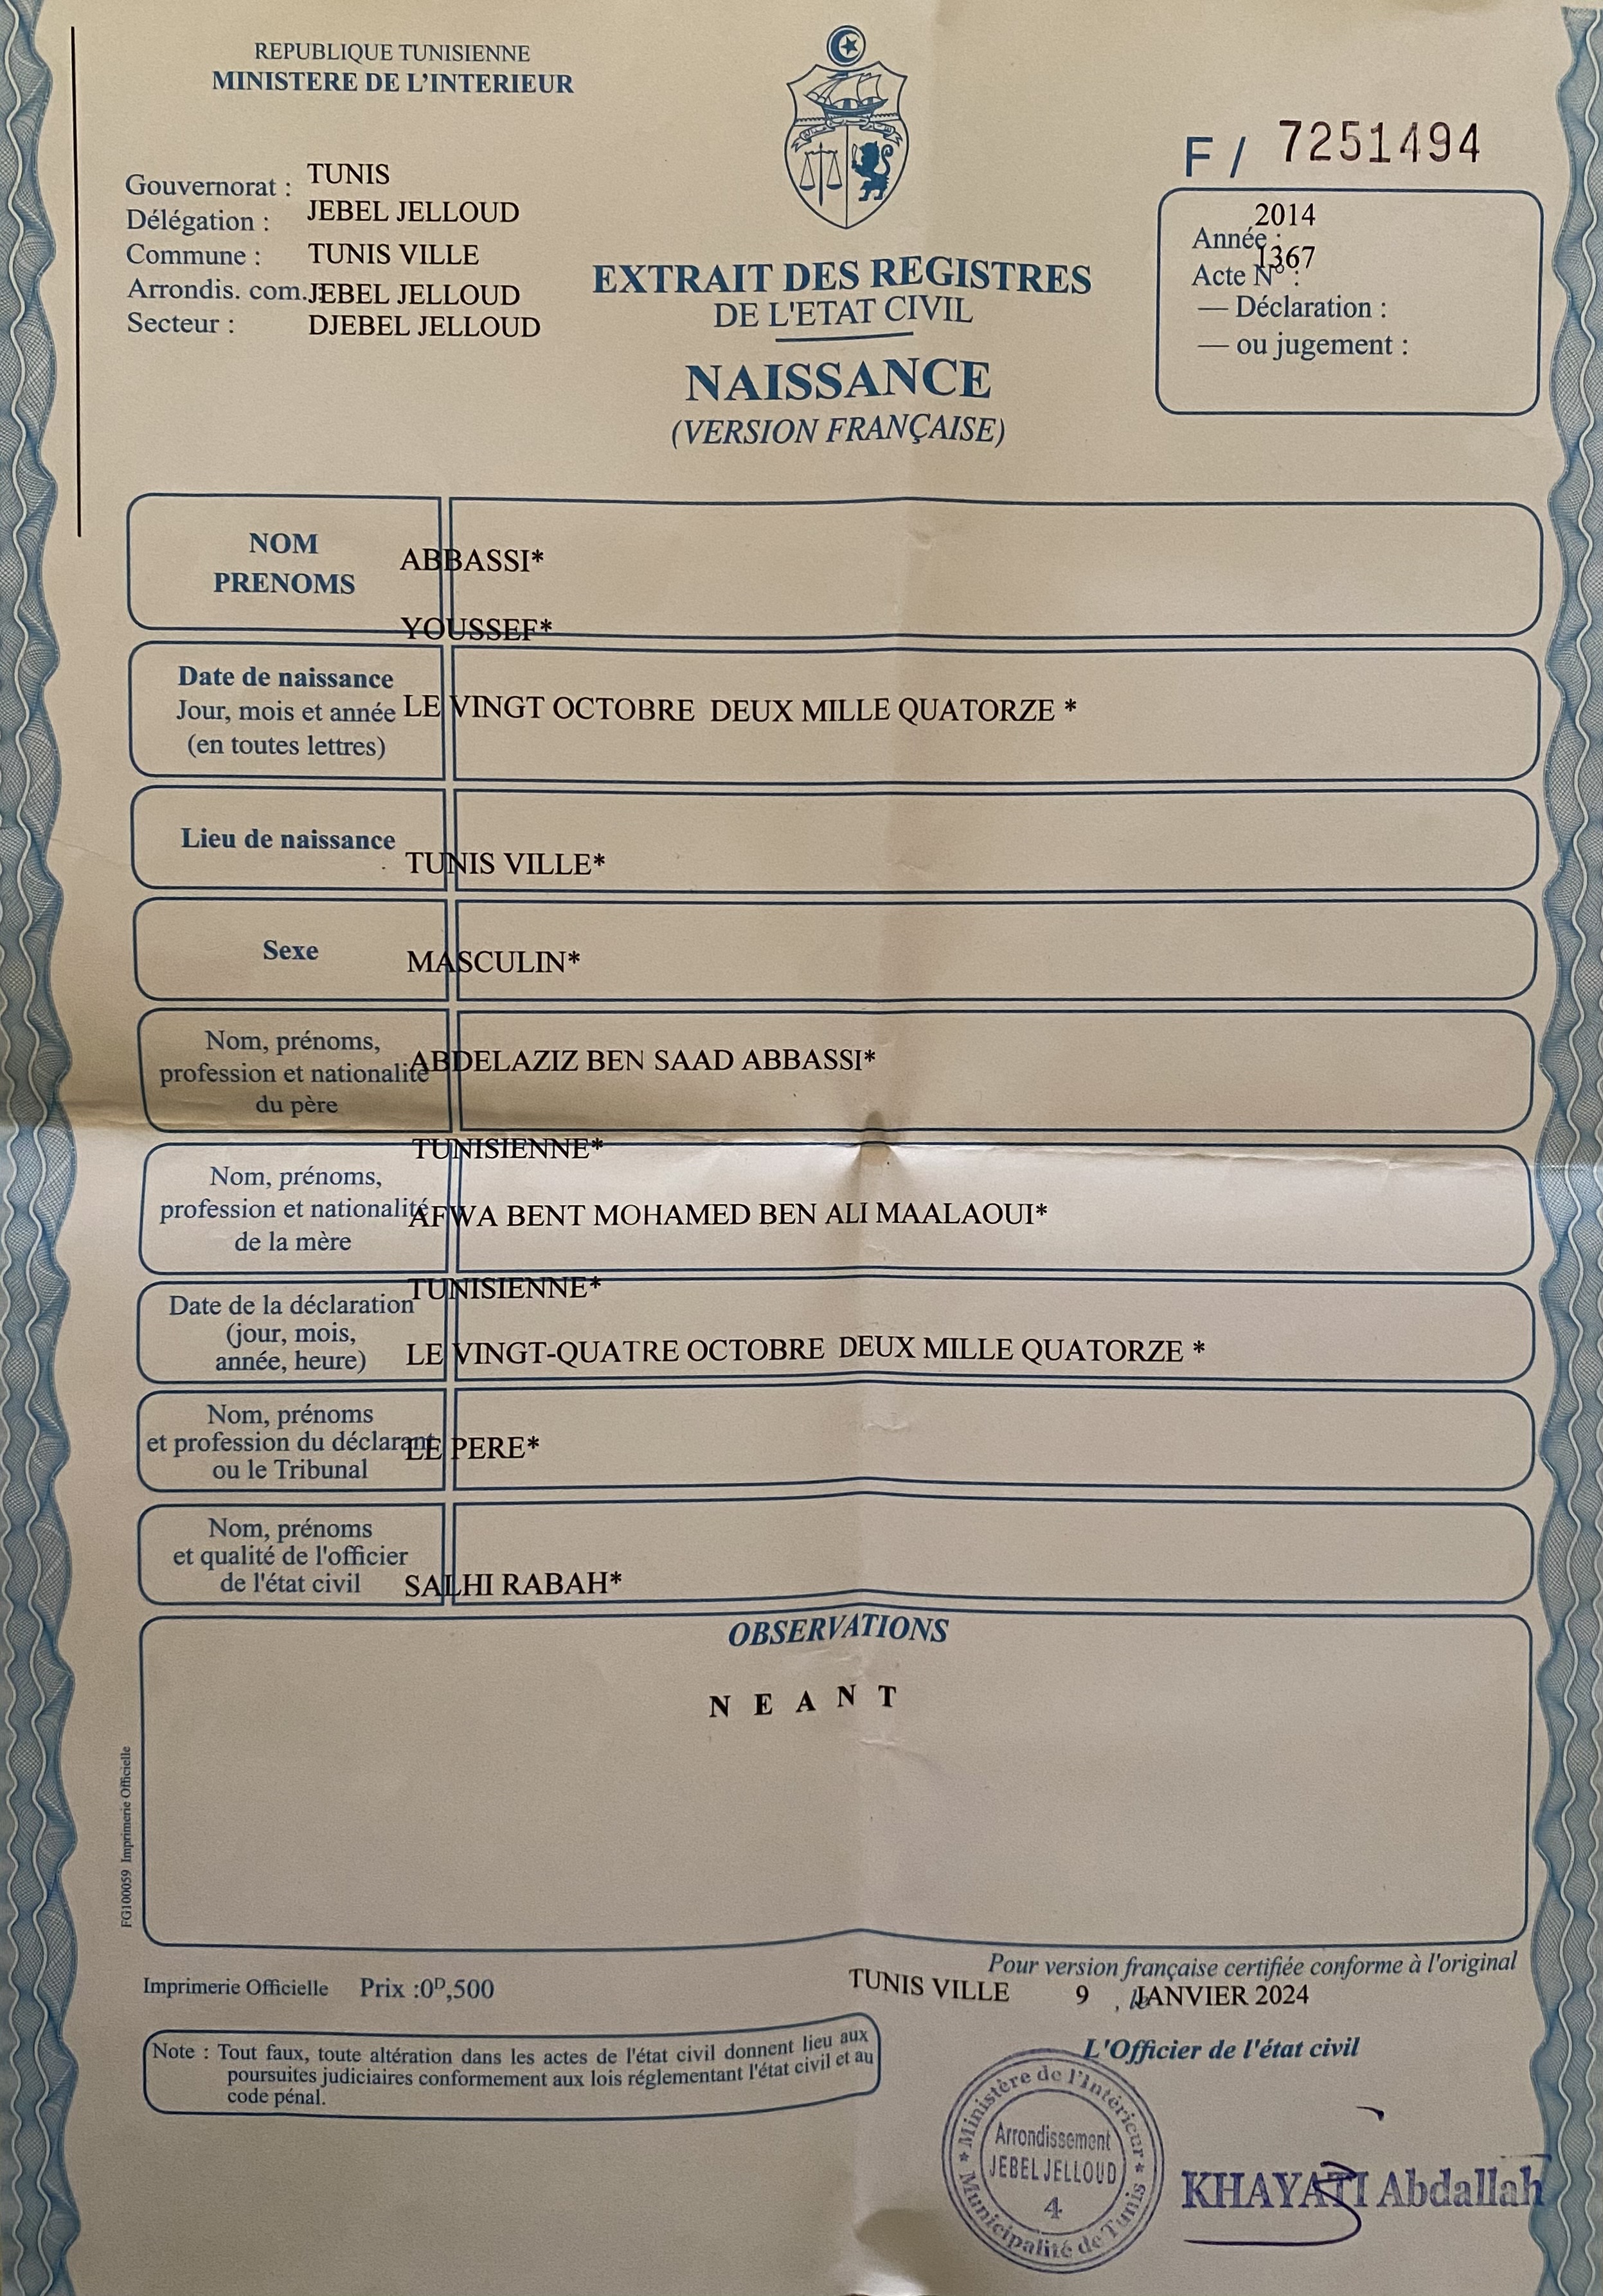 REPUBLIQUE TUNISIENNE
MINISTERE DE L'INTERIEUR
F / 7251494
Gouvernorat : TUNIS
Délégation : JEBEL JELLOUD
Commune : TUNIS VILLE
Arrondis. com.: JEBEL JELLOUD
Secteur : DJEBEL JELLOUD
Année : 2014
Acte N° : 1367
— Déclaration :
— ou jugement :
EXTRAIT DES REGISTRES
DE L'ETAT CIVIL
NAISSANCE
(VERSION FRANÇAISE)
NOM
PRENOMS
ABBASSI*
YOUSSEF*
Date de naissance
Jour, mois et année
(en toutes lettres)
LE VINGT OCTOBRE DEUX MILLE QUATORZE *
Lieu de naissance
TUNIS VILLE*
Sexe
MASCULIN*
Nom, prénoms,
profession et nationalité
du père
ABDELAZIZ BEN SAAD ABBASSI*
TUNISIENNE*
Nom, prénoms,
profession et nationalité
de la mère
AFWA BENT MOHAMED BEN ALI MAALAOUI*
TUNISIENNE*
Date de la déclaration
(jour, mois,
année, heure)
LE VINGT-QUATRE OCTOBRE DEUX MILLE QUATORZE *
Nom, prénoms
et profession du déclarant
ou le Tribunal
LE PERE*
Nom, prénoms
et qualité de l'officier
de l'état civil
SALHI RABAH*
OBSERVATIONS
N E A N T
FG100059 Imprimerie Officielle
Pour version française certifiée conforme à l'original
Imprimerie Officielle Prix :0ᴰ,500
TUNIS VILLE 9 , le JANVIER 2024
L'Officier de l'état civil
Note : Tout faux, toute altération dans les actes de l'état civil donnent lieu aux
poursuites judiciaires conformement aux lois réglementant l'état civil et au
code pénal.
* Ministère de l'Intérieur *
Arrondissement
JEBEL JELLOUD
4
Municipalité de Tunis
KHAYATI Abdallah